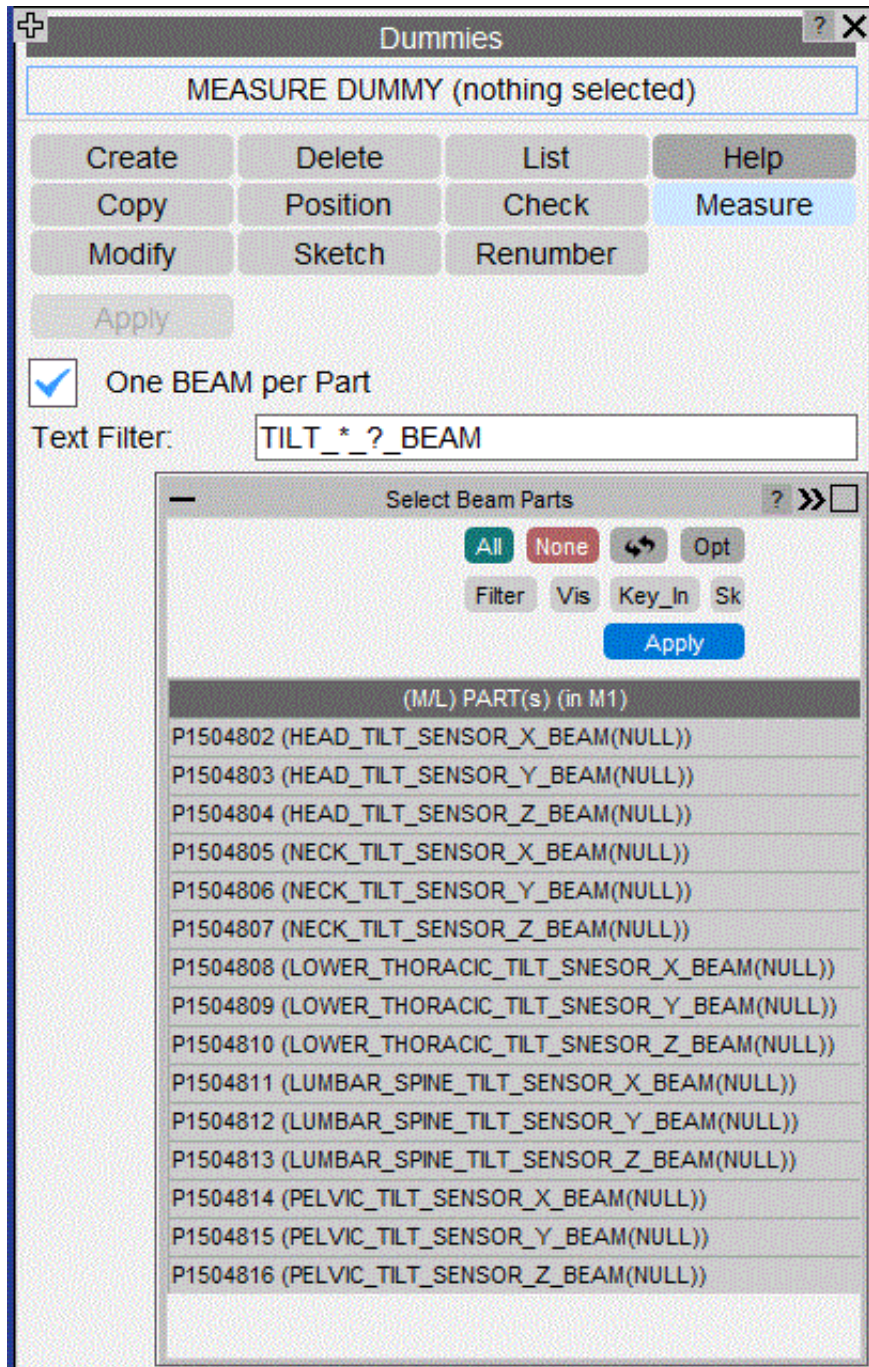 Dummies
?
MEASURE DUMMY (nothing selected)
Create Delete List Help
Copy Position Check Measure
Modify Sketch Renumber
Apply
One BEAM per Part
Text Filter: TILT_*_?_BEAM
Select Beam Parts ?
All None Opt
Filter Vis Key_In Sk
Apply
(M/L) PART(s) (in M1)
P1504802 (HEAD_TILT_SENSOR_X_BEAM(NULL))
P1504803 (HEAD_TILT_SENSOR_Y_BEAM(NULL))
P1504804 (HEAD_TILT_SENSOR_Z_BEAM(NULL))
P1504805 (NECK_TILT_SENSOR_X_BEAM(NULL))
P1504806 (NECK_TILT_SENSOR_Y_BEAM(NULL))
P1504807 (NECK_TILT_SENSOR_Z_BEAM(NULL))
P1504808 (LOWER_THORACIC_TILT_SNESOR_X_BEAM(NULL))
P1504809 (LOWER_THORACIC_TILT_SNESOR_Y_BEAM(NULL))
P1504810 (LOWER_THORACIC_TILT_SNESOR_Z_BEAM(NULL))
P1504811 (LUMBAR_SPINE_TILT_SENSOR_X_BEAM(NULL))
P1504812 (LUMBAR_SPINE_TILT_SENSOR_Y_BEAM(NULL))
P1504813 (LUMBAR_SPINE_TILT_SENSOR_Z_BEAM(NULL))
P1504814 (PELVIC_TILT_SENSOR_X_BEAM(NULL))
P1504815 (PELVIC_TILT_SENSOR_Y_BEAM(NULL))
P1504816 (PELVIC_TILT_SENSOR_Z_BEAM(NULL))